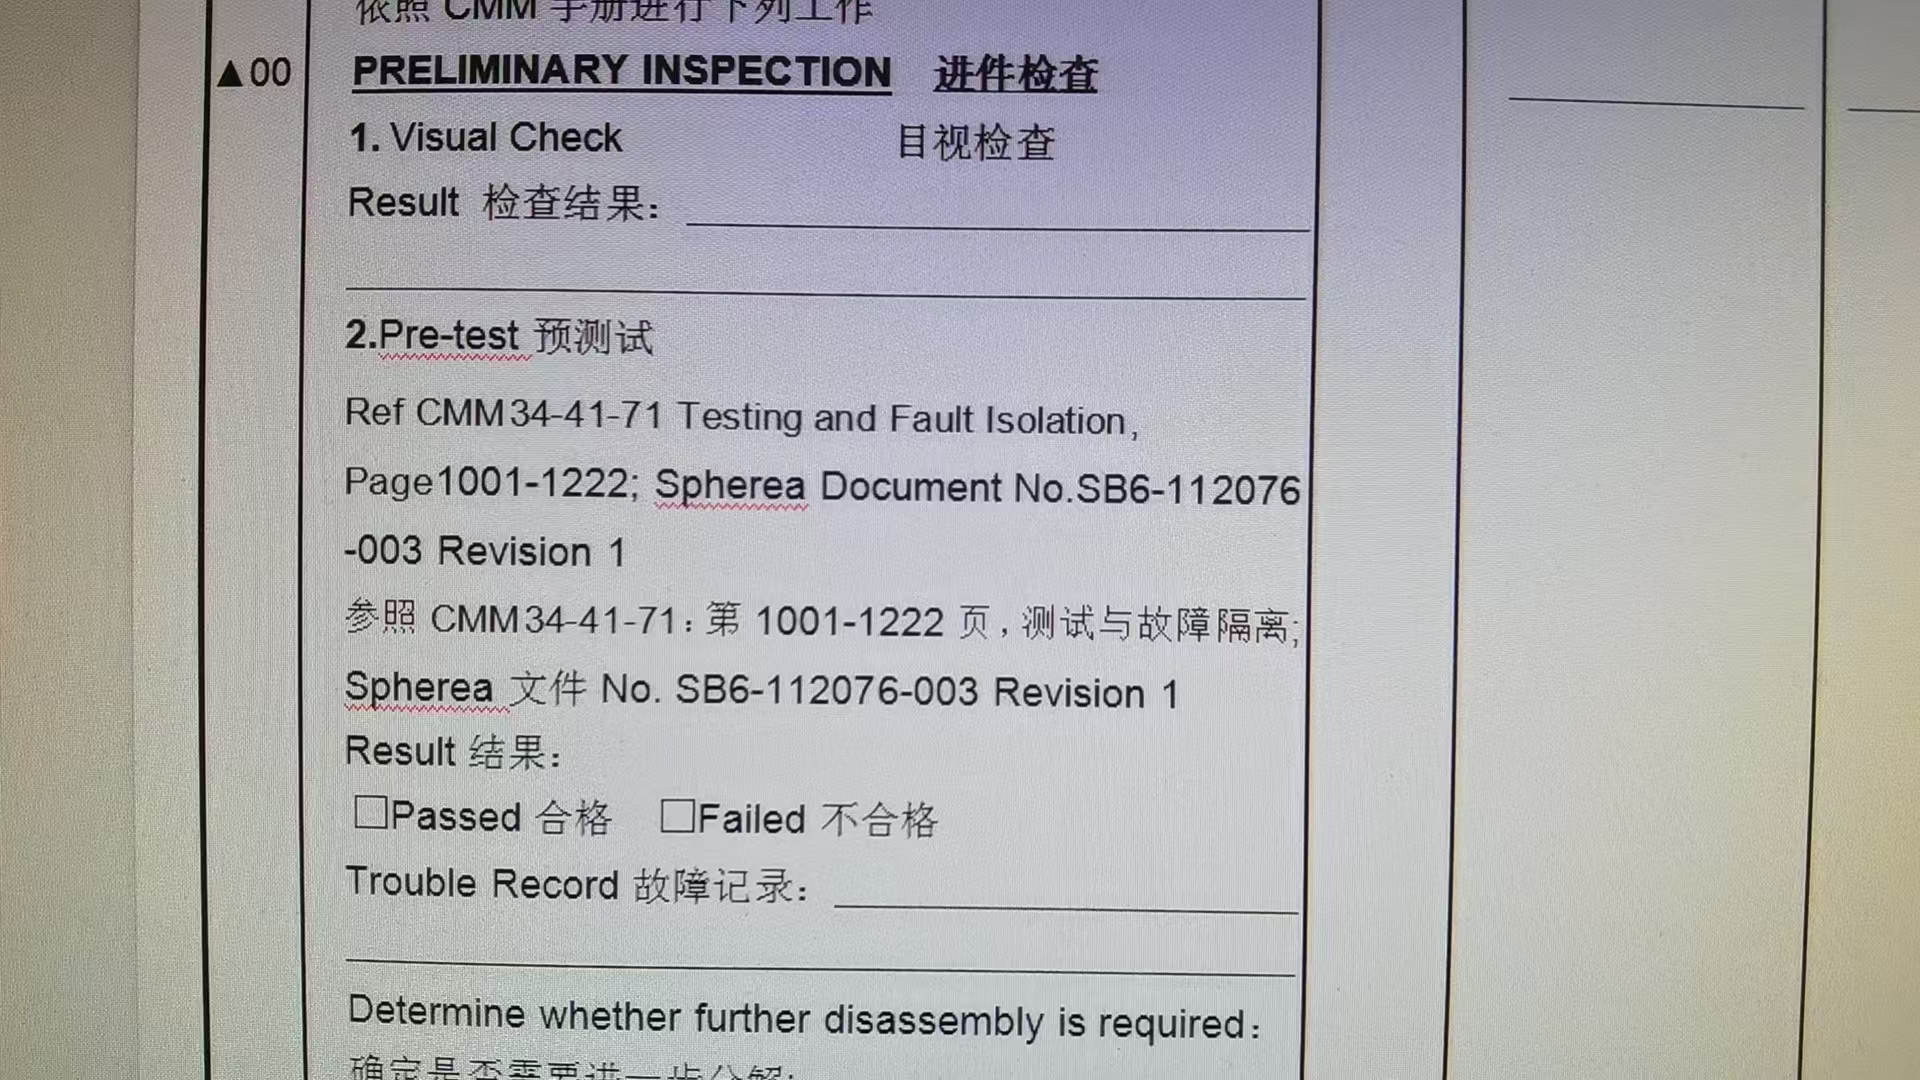 依照 CMM 手册进行下列工作
▲00 PRELIMINARY INSPECTION 进件检查
1. Visual Check 目视检查
Result 检查结果：
2.Pre-test 预测试
Ref CMM34-41-71 Testing and Fault Isolation,
Page1001-1222; Spherea Document No.SB6-112076
-003 Revision 1
参照 CMM34-41-71：第 1001-1222 页，测试与故障隔离;
Spherea 文件 No. SB6-112076-003 Revision 1
Result 结果：
☐Passed 合格 ☐Failed 不合格
Trouble Record 故障记录：
Determine whether further disassembly is required：
确定是否需要进一步分解: